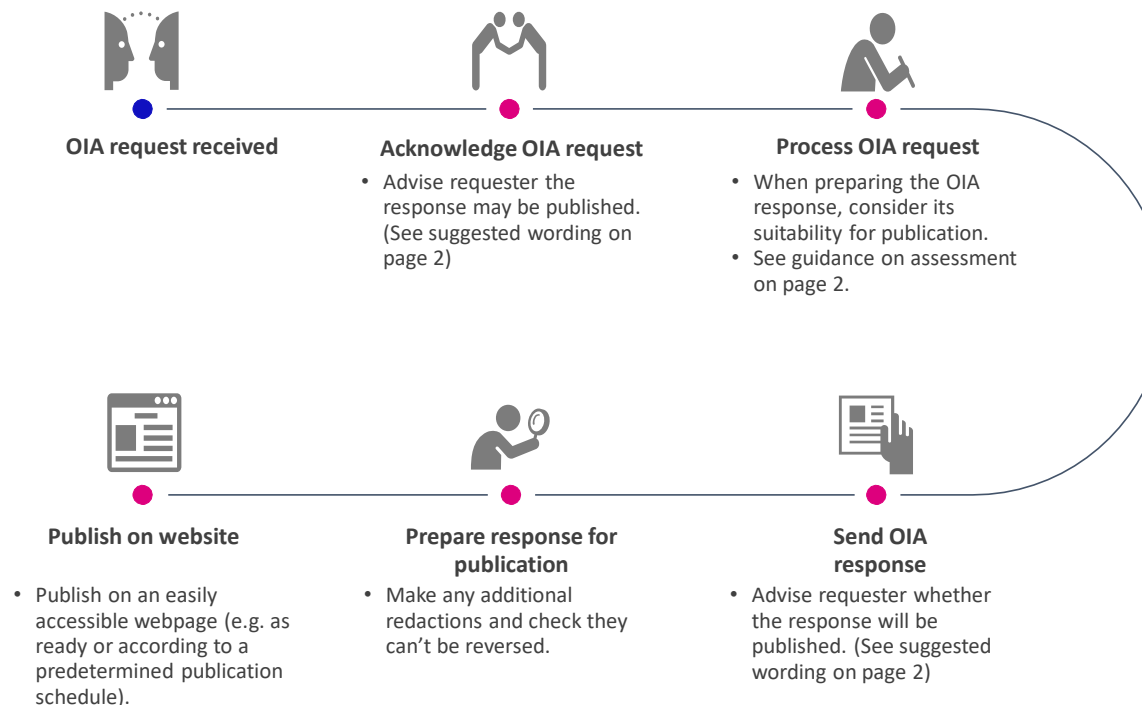 OIA request received
Acknowledge OIA request
• Advise requester the
response may be published.
(See suggested wording on
page 2)
Process OIA request
• When preparing the OIA
response, consider its
suitability for publication.
• See guidance on assessment
on page 2.
Publish on website
• Publish on an easily
accessible webpage (e.g. as
ready or according to a
predetermined publication
schedule).
Prepare response for
publication
• Make any additional
redactions and check they
can't be reversed.
Send OIA
response
• Advise requester whether
the response will be
published. (See suggested
wording on page 2)